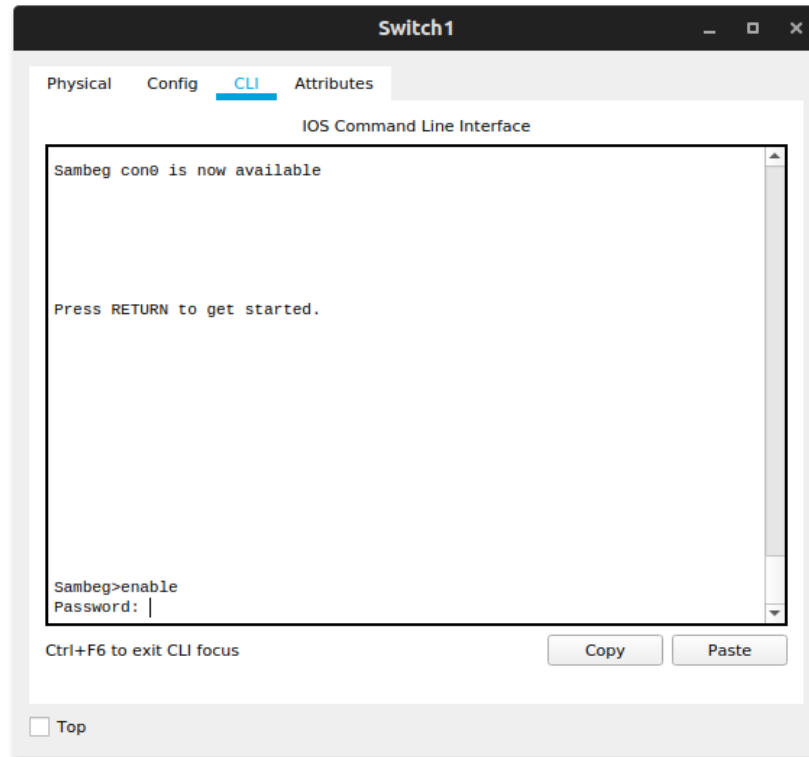 Switch1
Physical Config CLI Attributes
IOS Command Line Interface
Sambeg con0 is now available
Press RETURN to get started.
Sambeg>enable
Password:
Ctrl+F6 to exit CLI focus
Copy Paste
Top